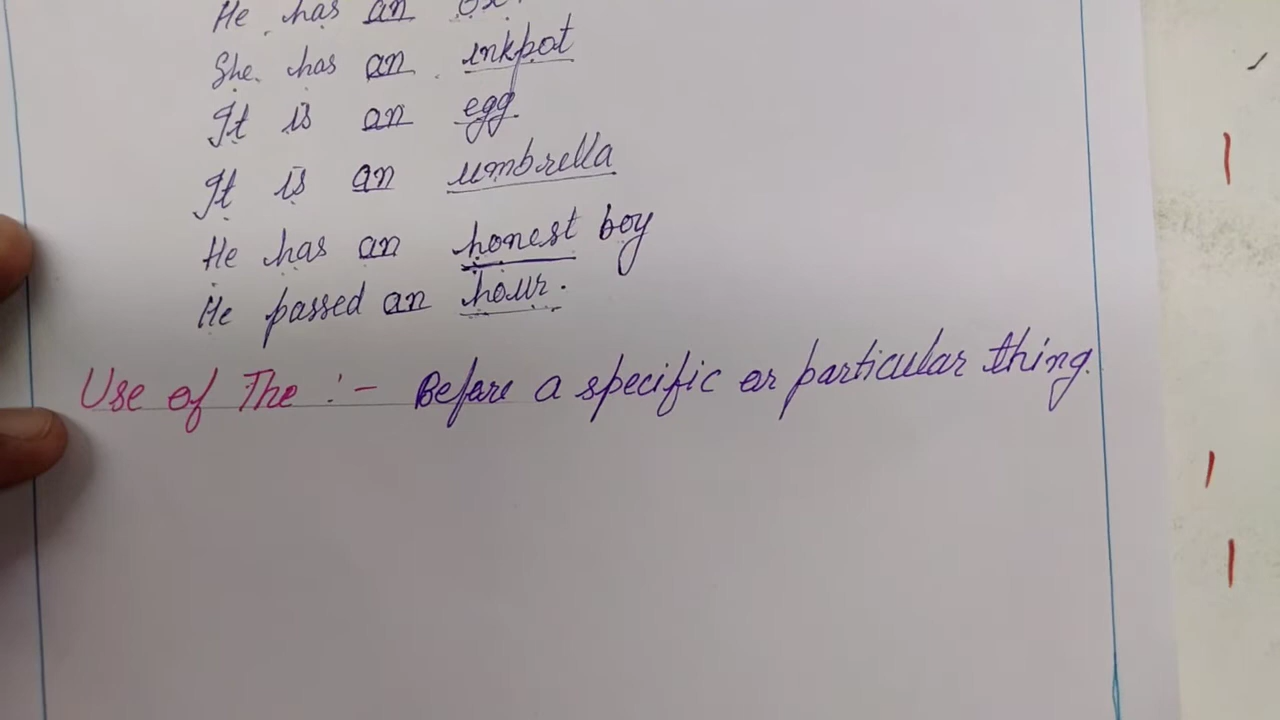 He has an ox.
She has an inkpot
It is an egg
It is an umbrella
He has an honest boy
He passed an hour.
Use of The :- Before a specific or particular thing.